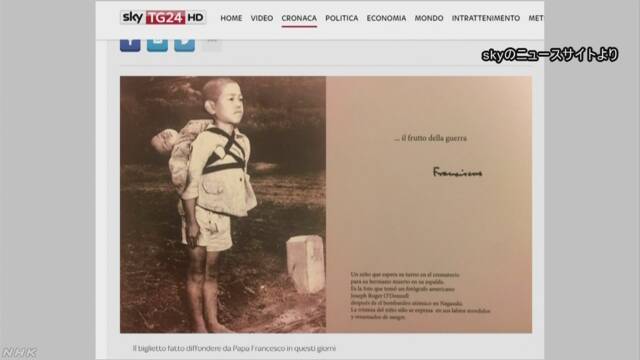 sky TG24 HD
HOME VIDEO CRONACA POLITICA ECONOMIA MONDO INTRATTENIMENTO MET
skyのニュースサイトより
... il frutto della guerra
Franciscus
Un niño que espera su turno en el crematorio
para su hermano muerto en su espalda.
Es la foto que tomó un fotógrafo americano
Joseph Roger O'Donnell
después del bombardeo atómico en Nagasaki.
La tristeza del niño sólo se expresa en sus labios mordidos
y rezumados de sangre.
Il biglietto fatto diffondere da Papa Francesco in questi giorni
NHK